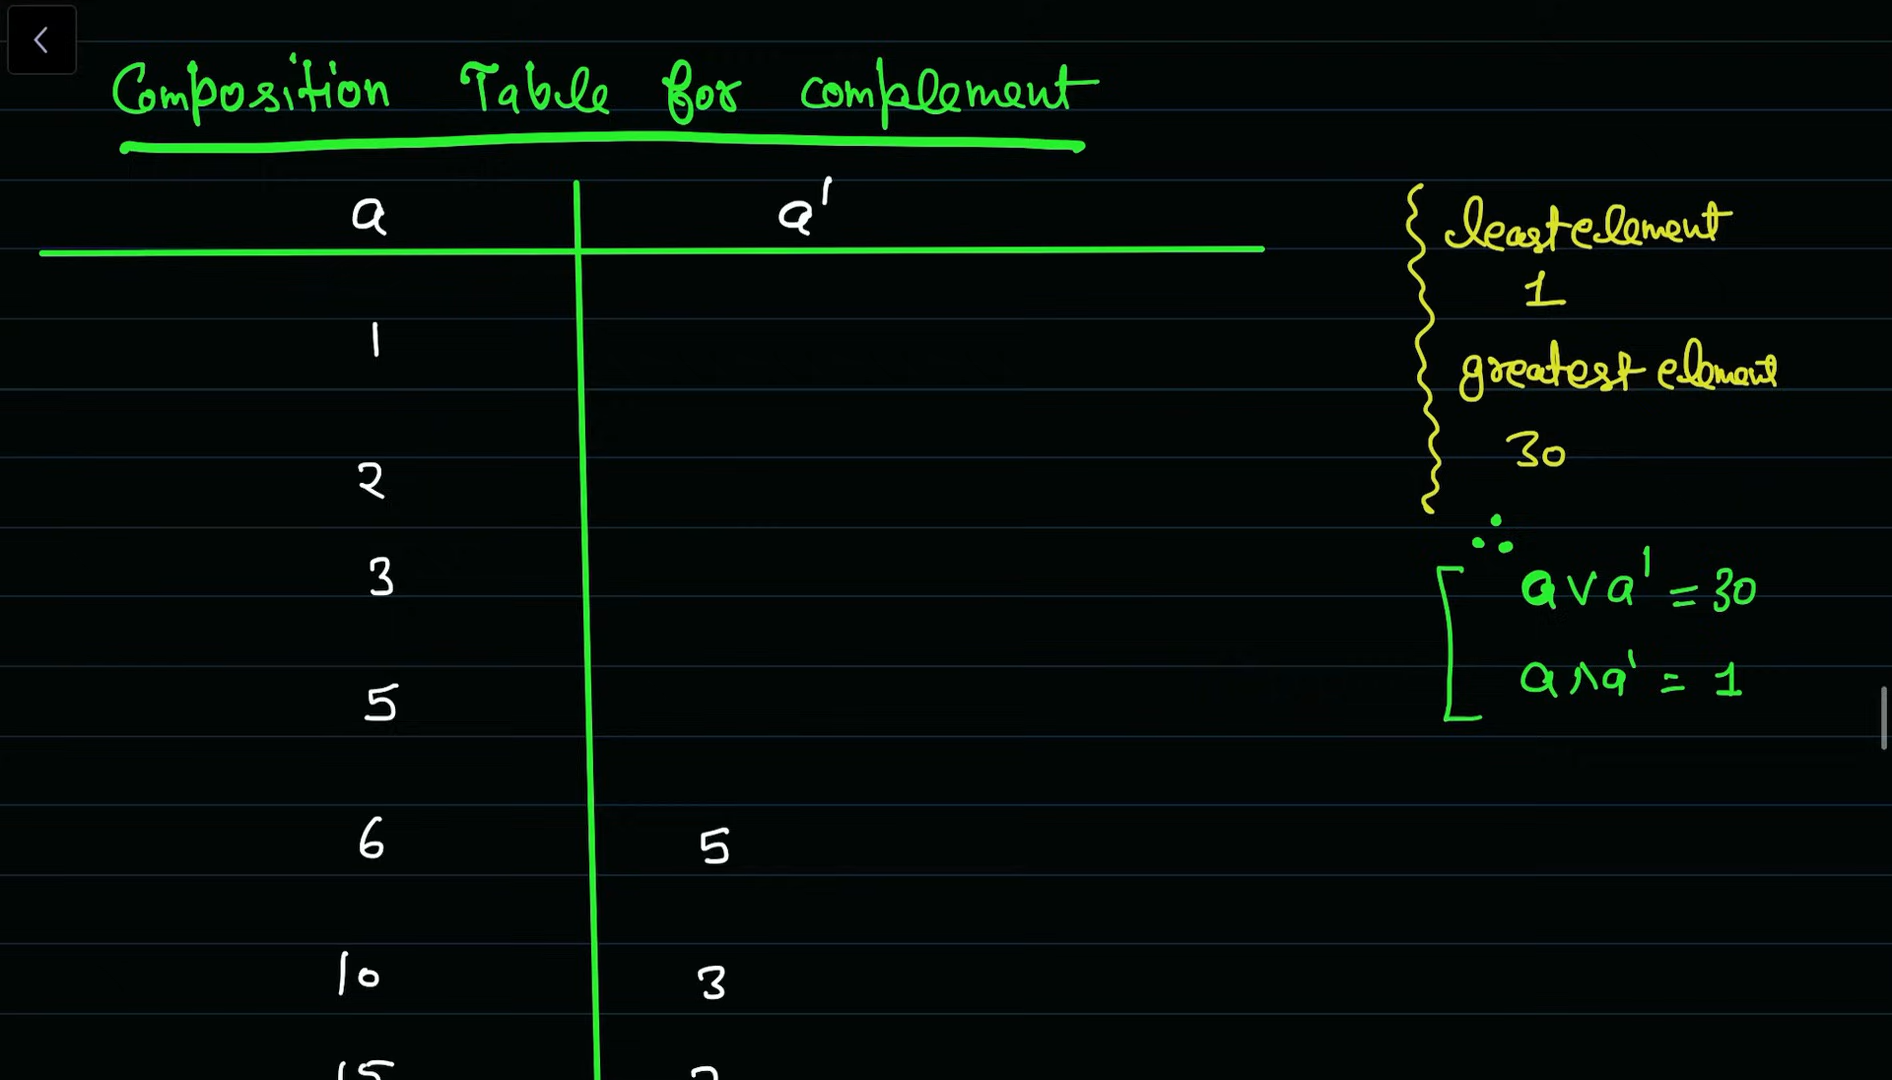 Composition Table for complement
a a'
1
2
3
5
6 5
10 3
15
least element
1
greatest element
30
∴
a ∨ a' = 30
a ∧ a' = 1